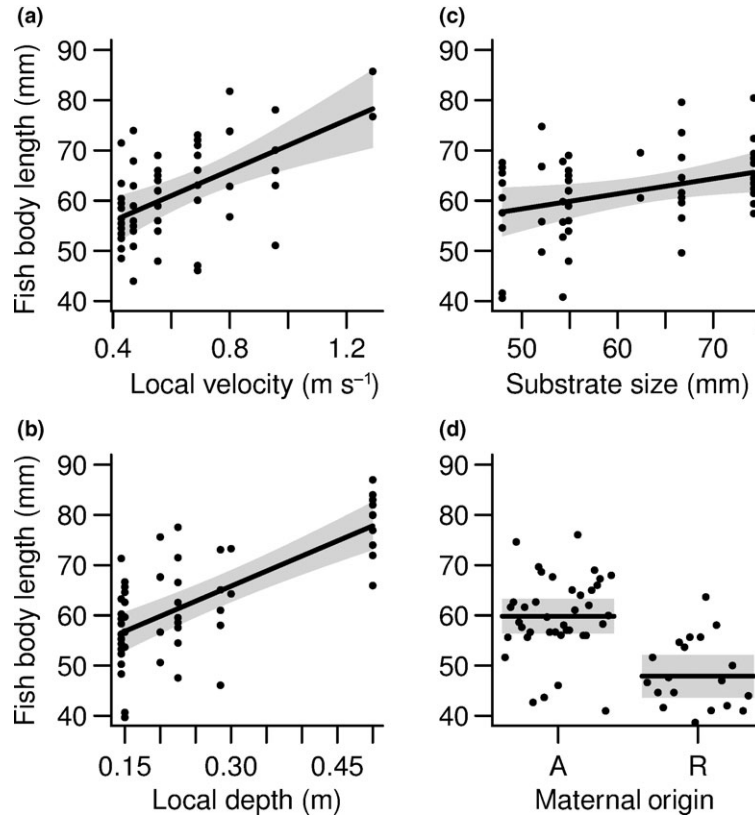 (a)
90
80
70
60
50
40
Fish body length (mm)
0.4 0.8 1.2
Local velocity (m s⁻¹)
(b)
90
80
70
60
50
40
Fish body length (mm)
0.15 0.30 0.45
Local depth (m)
(c)
90
80
70
60
50
40
50 60 70
Substrate size (mm)
(d)
90
80
70
60
50
40
A R
Maternal origin